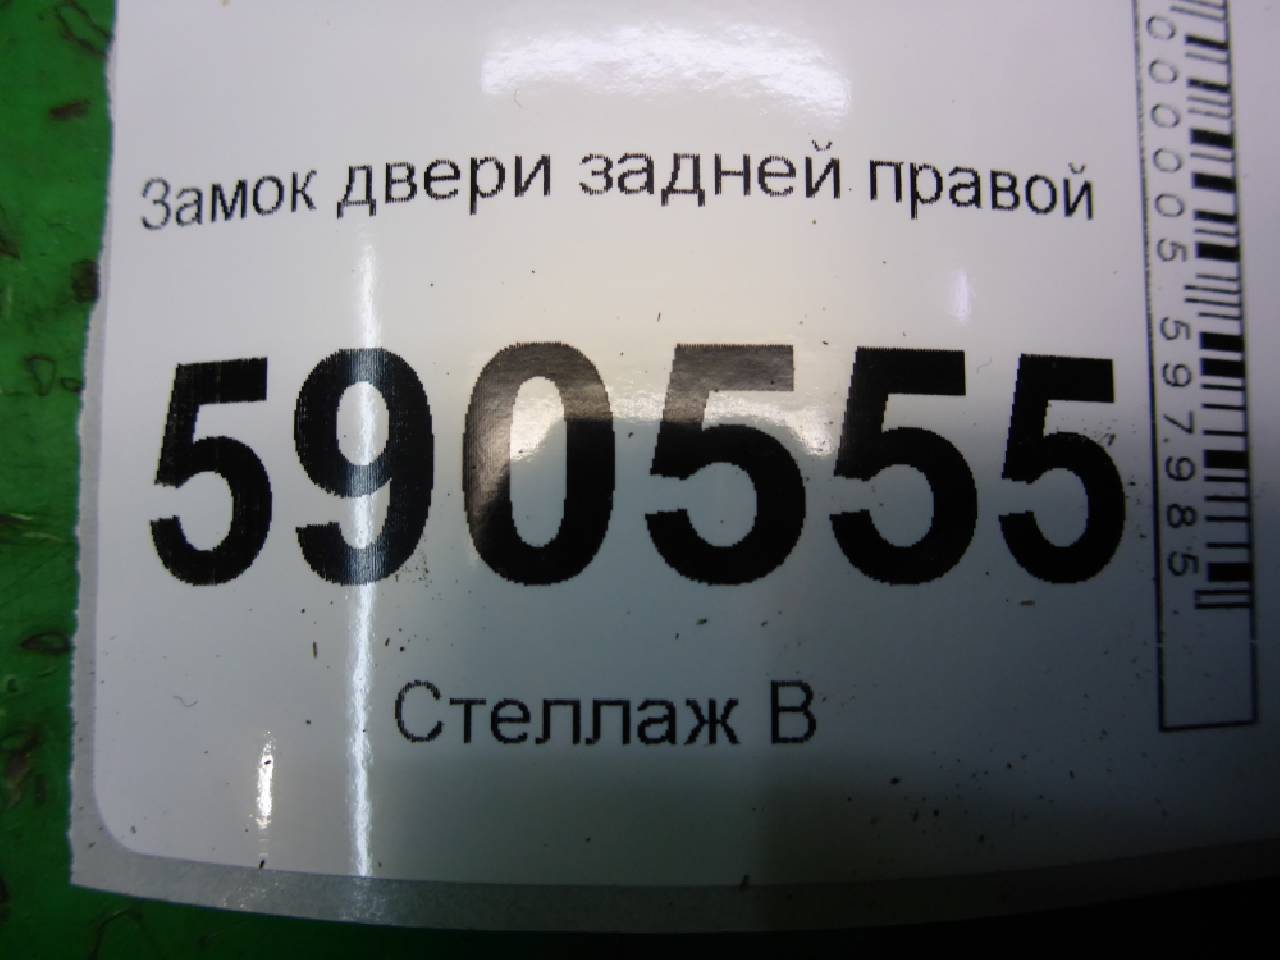 Замок двери задней правой
590555
Стеллаж В
000005597985